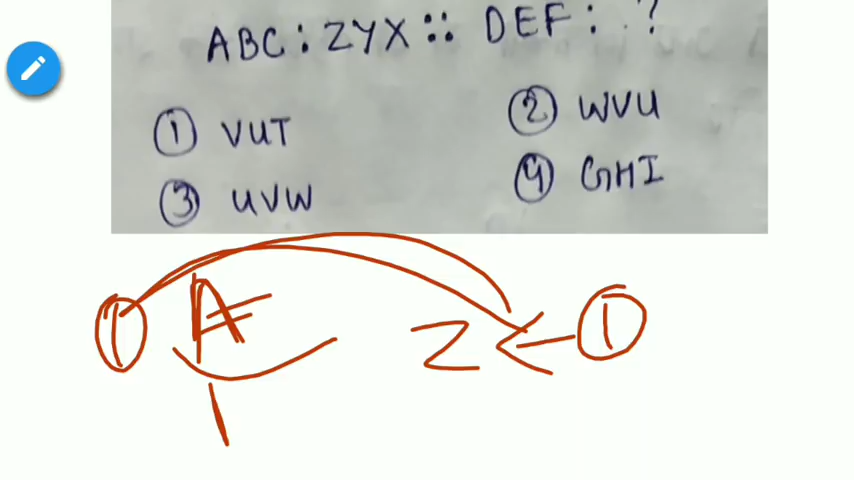 ABC : ZYX :: DEF : ?
① VUT ② WVU
③ UVW ④ GHI
① A Z ← ①